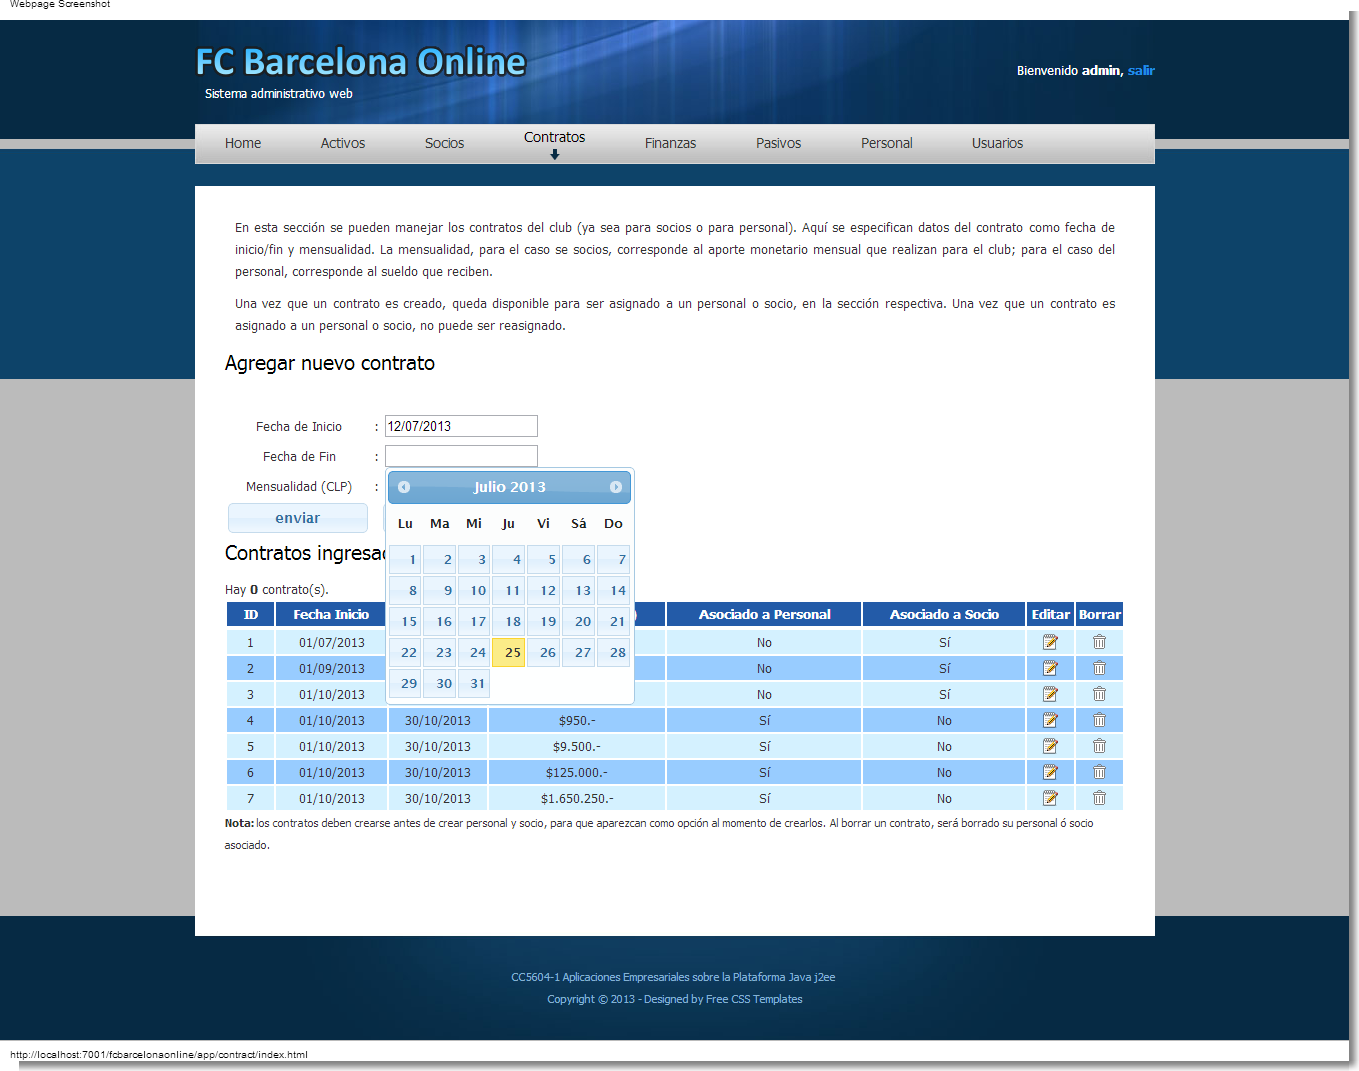 Webpage Screenshot
FC Barcelona Online
Sistema administrativo web
Bienvenido admin, salir
Home Activos Socios Contratos Finanzas Pasivos Personal Usuarios
En esta sección se pueden manejar los contratos del club (ya sea para socios o para personal). Aquí se especifican datos del contrato como fecha de
inicio/fin y mensualidad. La mensualidad, para el caso se socios, corresponde al aporte monetario mensual que realizan para el club; para el caso del
personal, corresponde al sueldo que reciben.
Una vez que un contrato es creado, queda disponible para ser asignado a un personal o socio, en la sección respectiva. Una vez que un contrato es
asignado a un personal o socio, no puede ser reasignado.
Agregar nuevo contrato
Fecha de Inicio : 12/07/2013
Fecha de Fin :
Mensualidad (CLP) :
enviar
Julio 2013
Lu Ma Mi Ju Vi Sá Do
1 2 3 4 5 6 7
8 9 10 11 12 13 14
15 16 17 18 19 20 21
22 23 24 25 26 27 28
29 30 31
Contratos ingresa
Hay 0 contrato(s).
ID Fecha Inicio ) Asociado a Personal Asociado a Socio Editar Borrar
1 01/07/2013 No Sí
2 01/09/2013 No Sí
3 01/10/2013 No Sí
4 01/10/2013 30/10/2013 $950.- Sí No
5 01/10/2013 30/10/2013 $9.500.- Sí No
6 01/10/2013 30/10/2013 $125.000.- Sí No
7 01/10/2013 30/10/2013 $1.650.250.- Sí No
Nota: los contratos deben crearse antes de crear personal y socio, para que aparezcan como opción al momento de crearlos. Al borrar un contrato, será borrado su personal ó socio
asociado.
CC5604-1 Aplicaciones Empresariales sobre la Plataforma Java j2ee
Copyright © 2013 - Designed by Free CSS Templates
http://localhost:7001/fcbarcelonaonline/app/contract/index.html